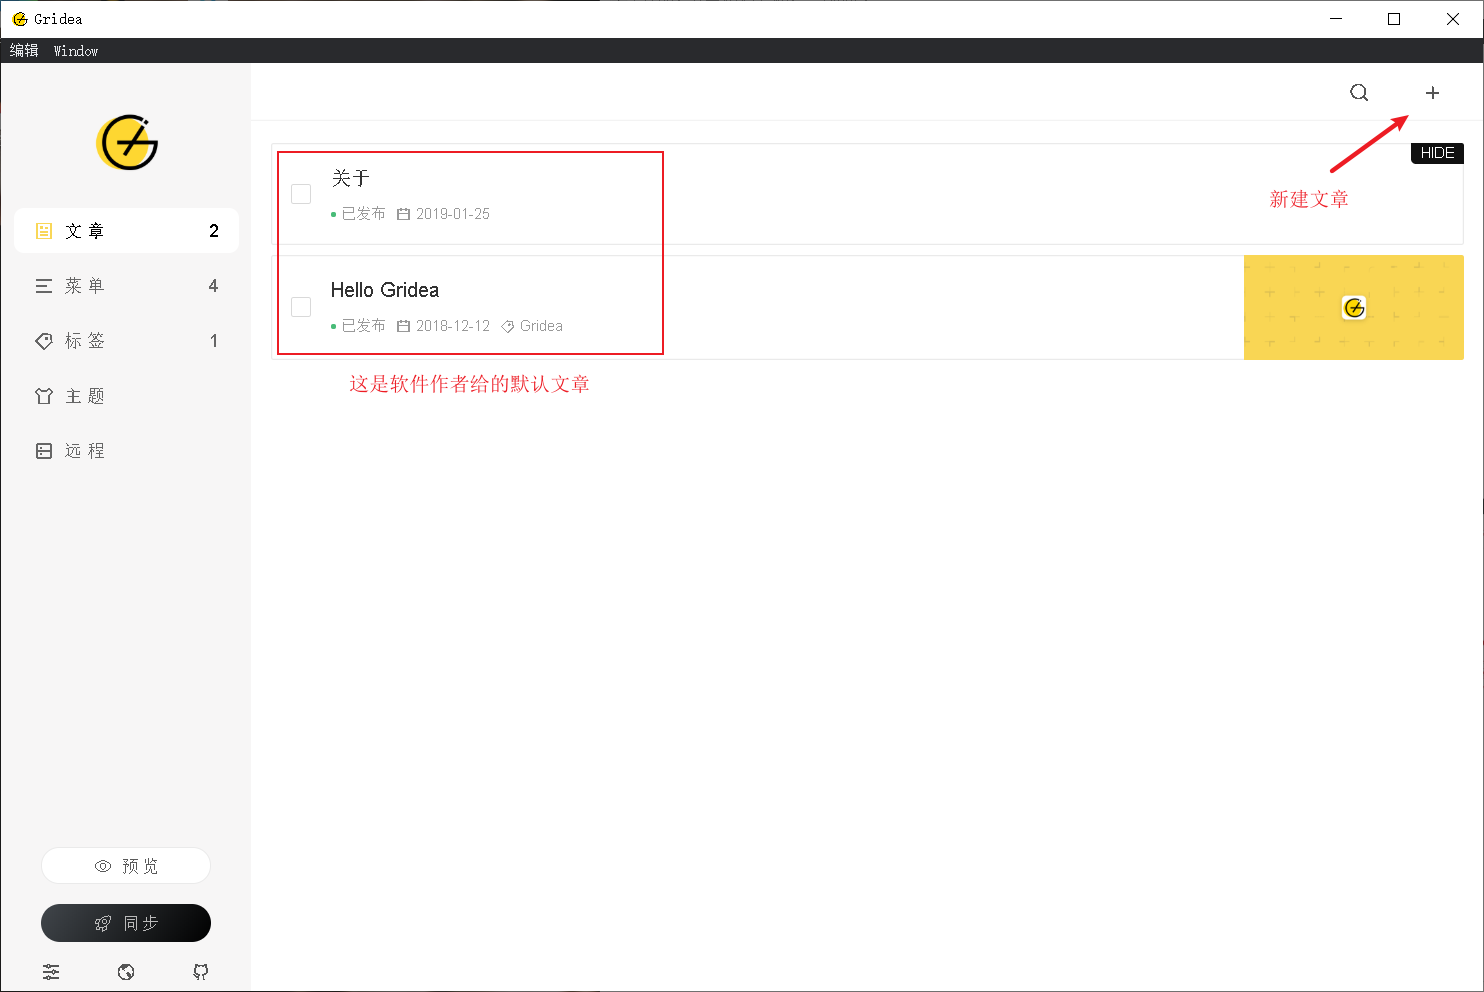 Gridea
编辑 Window
文章 2
菜单 4
标签 1
主题
远程
预览
同步
HIDE
新建文章
关于
已发布 2019-01-25
Hello Gridea
已发布 2018-12-12 Gridea
这是软件作者给的默认文章